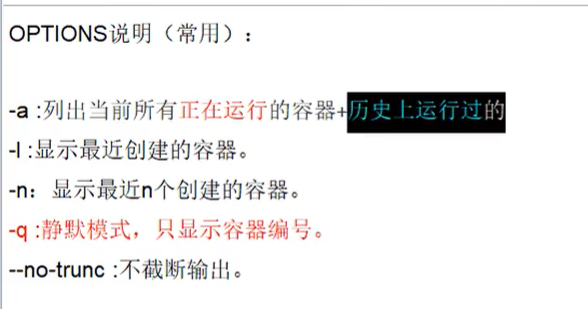 OPTIONS说明（常用）：
-a :列出当前所有正在运行的容器+历史上运行过的
-l :显示最近创建的容器。
-n：显示最近n个创建的容器。
-q :静默模式，只显示容器编号。
--no-trunc :不截断输出。